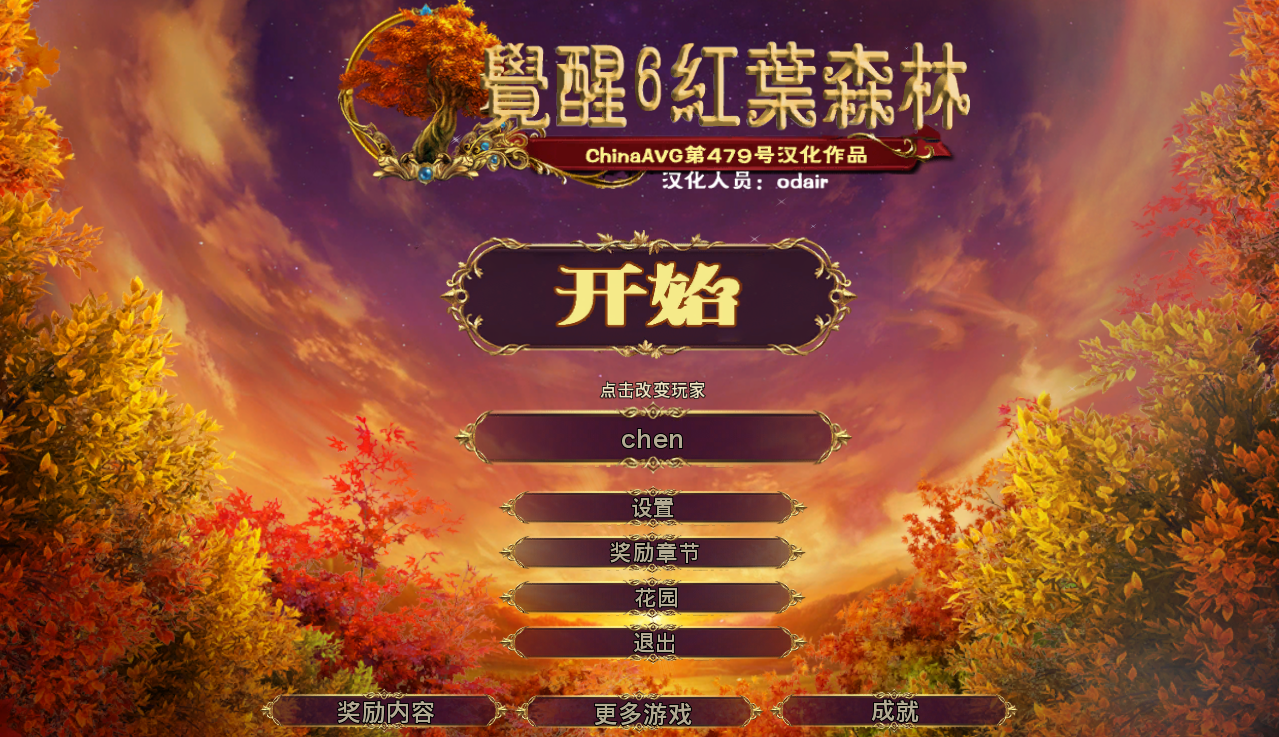 覺醒6紅葉森林
ChinaAVG第479号汉化作品
汉化人员：odair
开始
点击改变玩家
chen
设置
奖励章节
花园
退出
奖励内容 更多游戏 成就